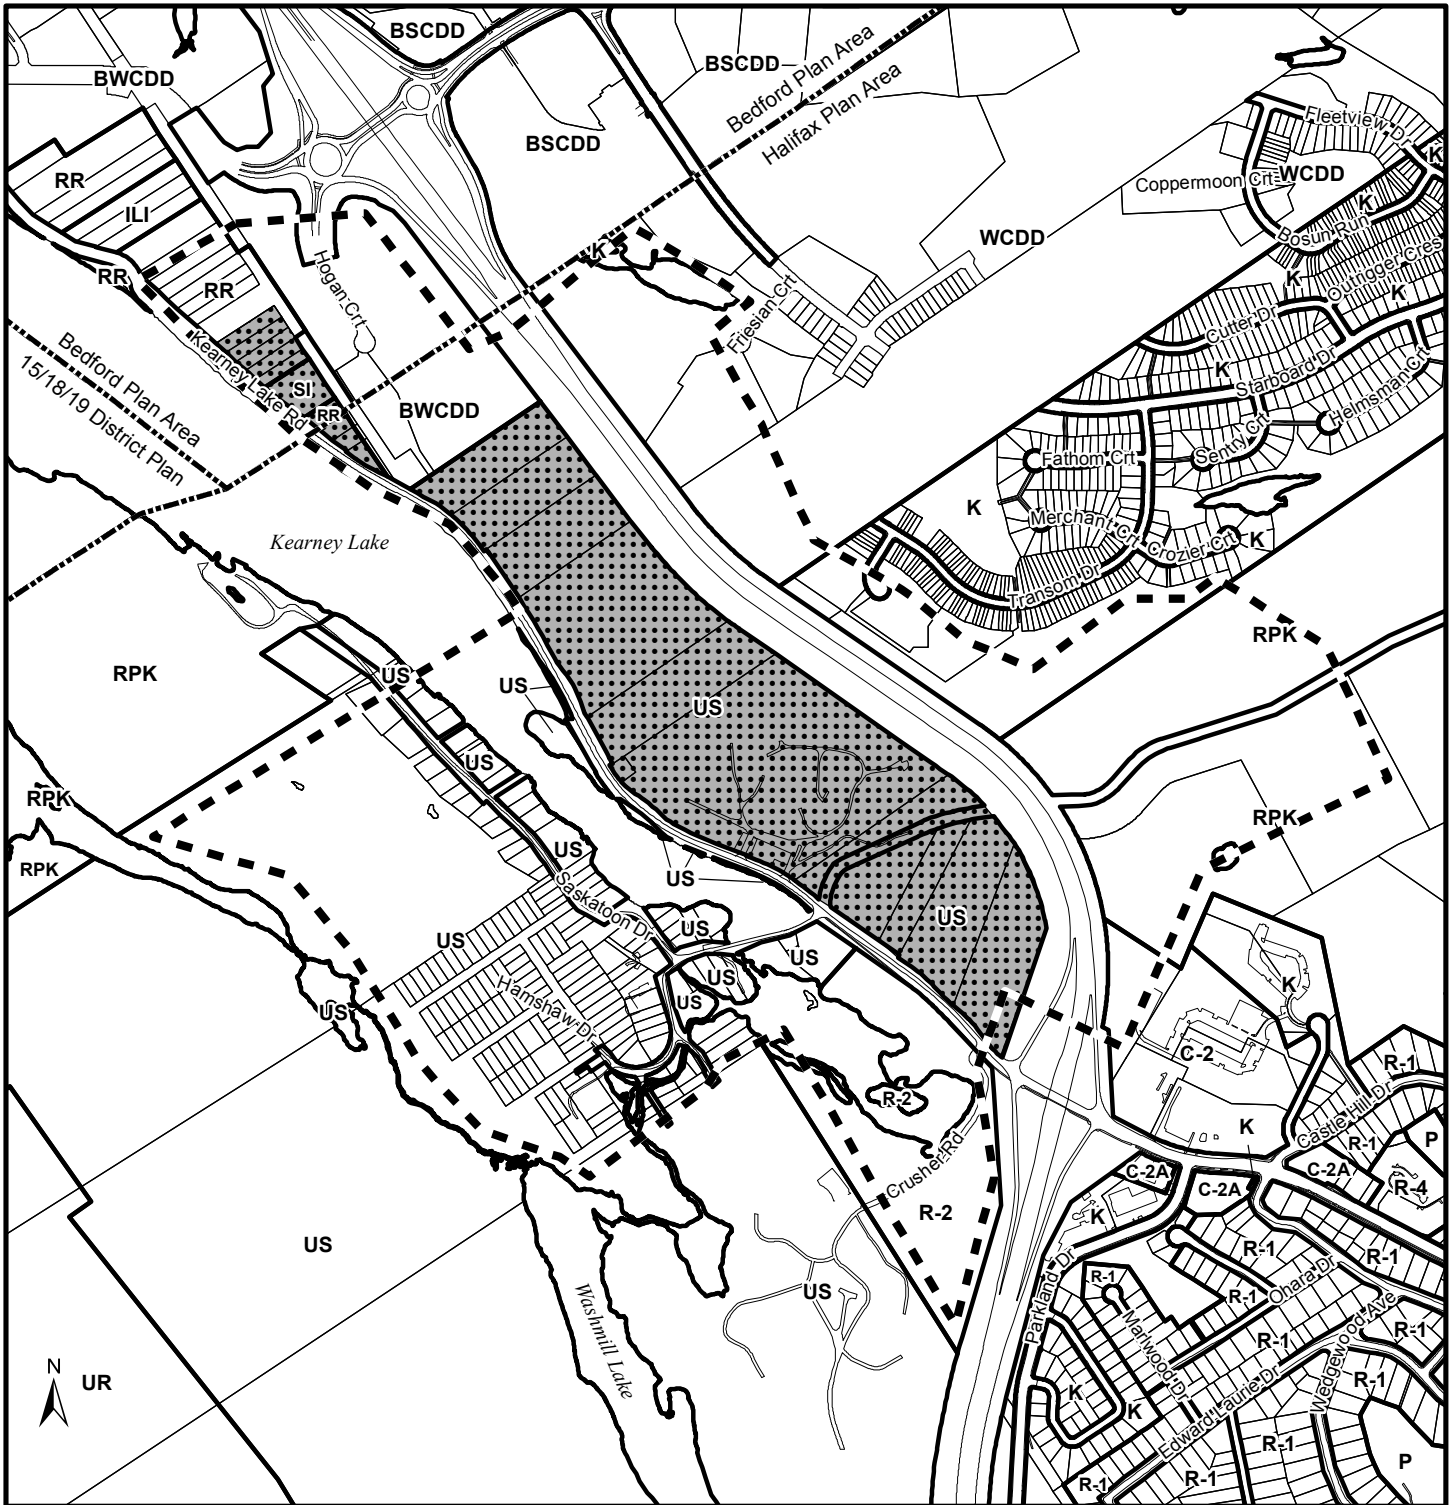 BSCDD
BWCDD
BSCDD
Bedford Plan Area
Halifax Plan Area
BSCDD
Fleetview Dr
K
WCDD
Coppermoon Crt
RR
ILI
K
Bosun Run
WCDD
K
Outrigger Cres
K
K
RR
RR
Hogan Crt
Friesian Crt
Cutter Dr
K
Starboard Dr
Helmsman Crt
Kearney Lake Rd
Bedford Plan Area
15/18/19 District Plan
SI
RR
BWCDD
Sentry Crt
Fathom Crt
K
Merchant Crt
Crozier Crt
K
Kearney Lake
Transom Dr
RPK
RPK
US
US
US
US
RPK
RPK
RPK
US
US
Saskatoon Dr
US
US
US
US
US
US
US
US
Hamshaw Dr
K
C-2
R-2
R-1
Castle Hill Dr
K
R-1
P
C-2A
C-2A
R-4
Crusher Rd
R-2
K
US
R-1
R-1
Parkland Dr
US
R-1
R-1
Ohara Dr
R-1
Marlwood Dr
R-1
Wedgewood Ave
Washmill Lake
N
UR
K
K
R-1
Edward Laurie Dr
R-1
P
R-1
R-1